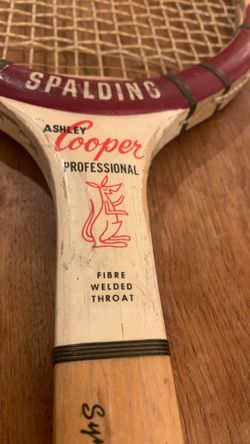 SPALDING
ASHLEY
Cooper
PROFESSIONAL
FIBRE
WELDED
THROAT